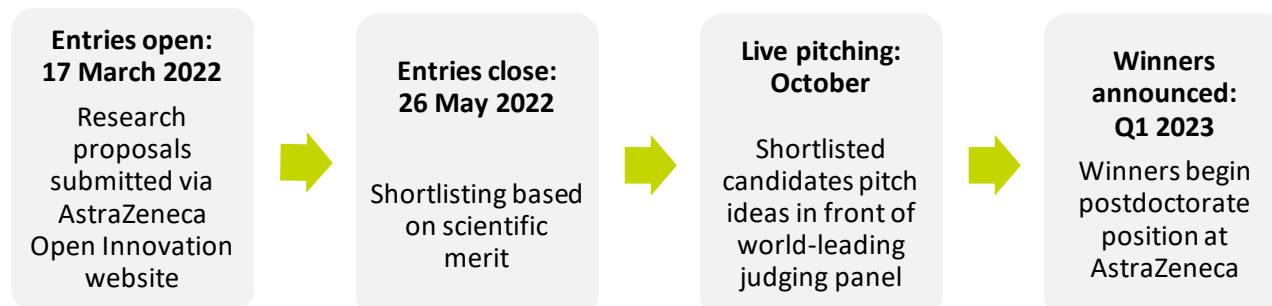 Entries open:
17 March 2022
Research
proposals
submitted via
AstraZeneca
Open Innovation
website
Entries close:
26 May 2022
Shortlisting based
on scientific
merit
Live pitching:
October
Shortlisted
candidates pitch
ideas in front of
world-leading
judging panel
Winners
announced:
Q1 2023
Winners begin
postdoctorate
position at
AstraZeneca